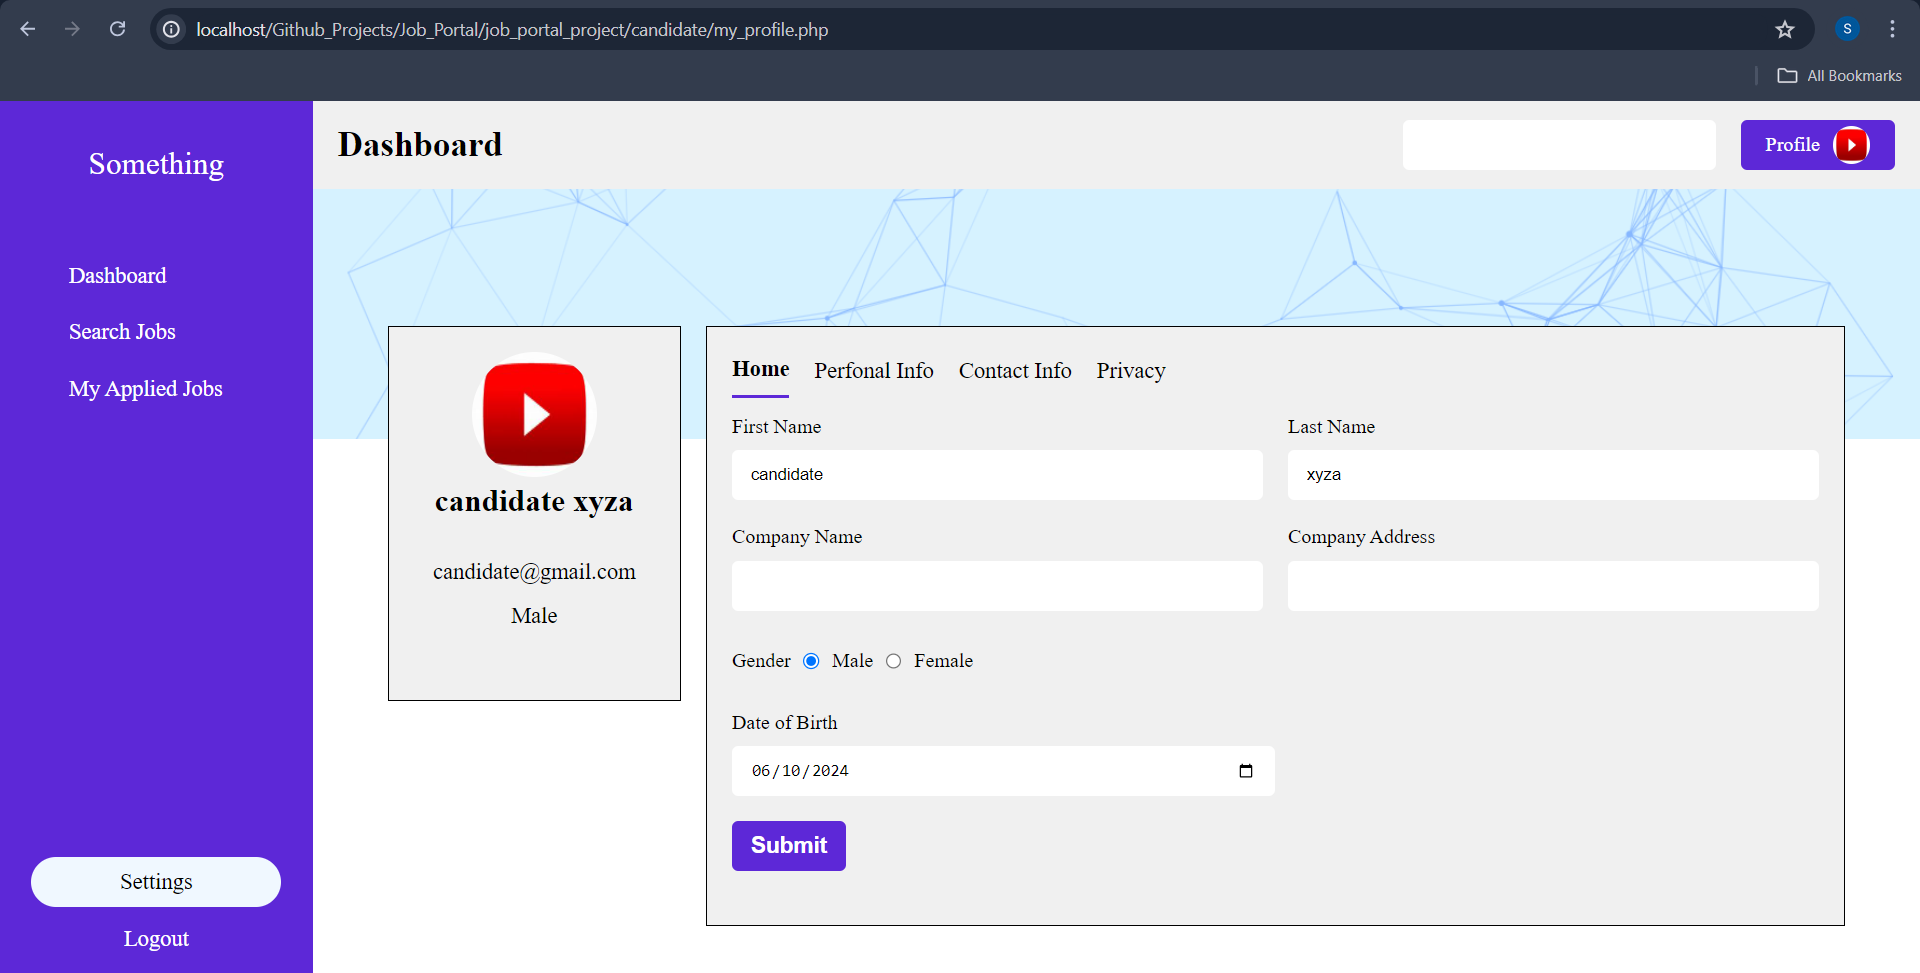 localhost/Github_Projects/Job_Portal/job_portal_project/candidate/my_profile.php
S
All Bookmarks
Something
Dashboard
Search Jobs
My Applied Jobs
Settings
Logout
Dashboard
Profile
candidate xyza
candidate@gmail.com
Male
Home Perfonal Info Contact Info Privacy
First Name Last Name
candidate xyza
Company Name Company Address
Gender Male Female
Date of Birth
06/10/2024
Submit